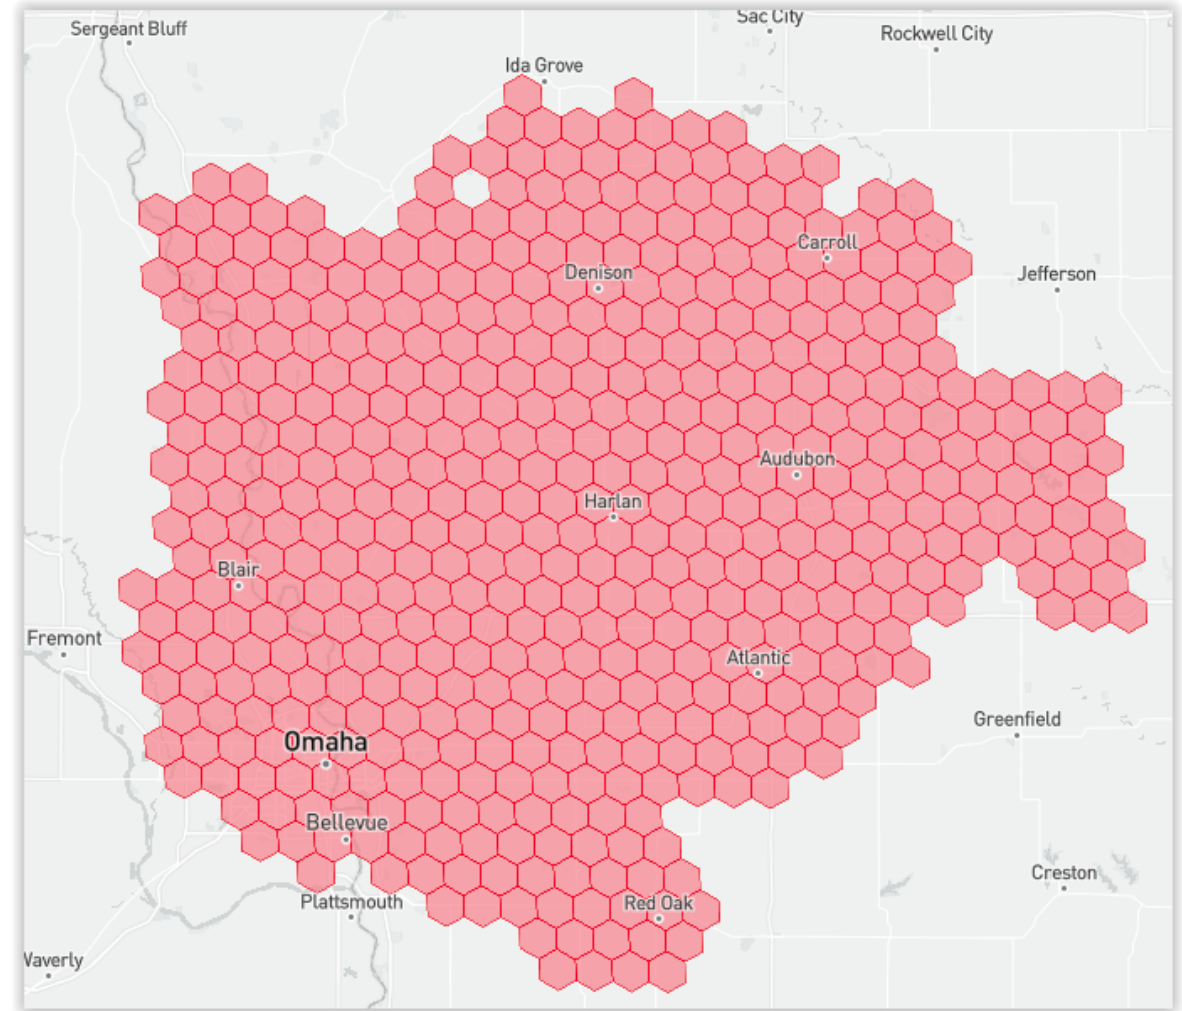 Sac City
Sergeant Bluff
Rockwell City
Ida Grove
Carroll
Denison
Jefferson
Audubon
Harlan
Blair
Fremont
Atlantic
Greenfield
Omaha
Bellevue
Creston
Plattsmouth
Red Oak
Waverly